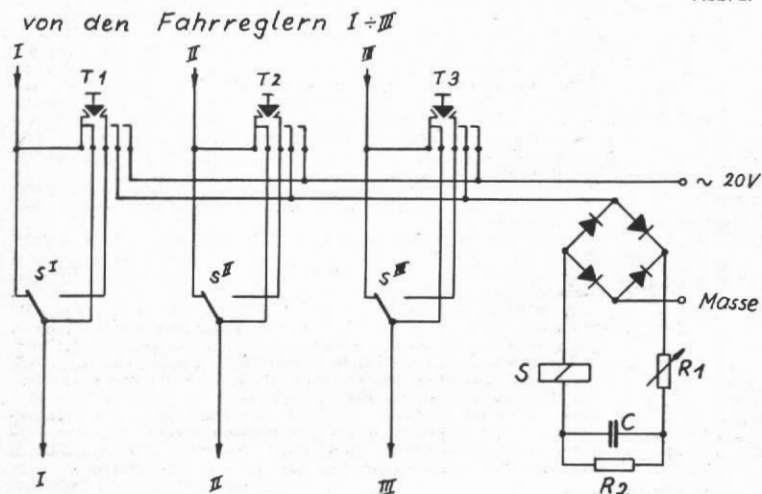 von den Fahrreglern I÷III
I II III
T1 T2 T3
~ 20V
S^I S^II S^III
Masse
S R1
C
R2
I II III